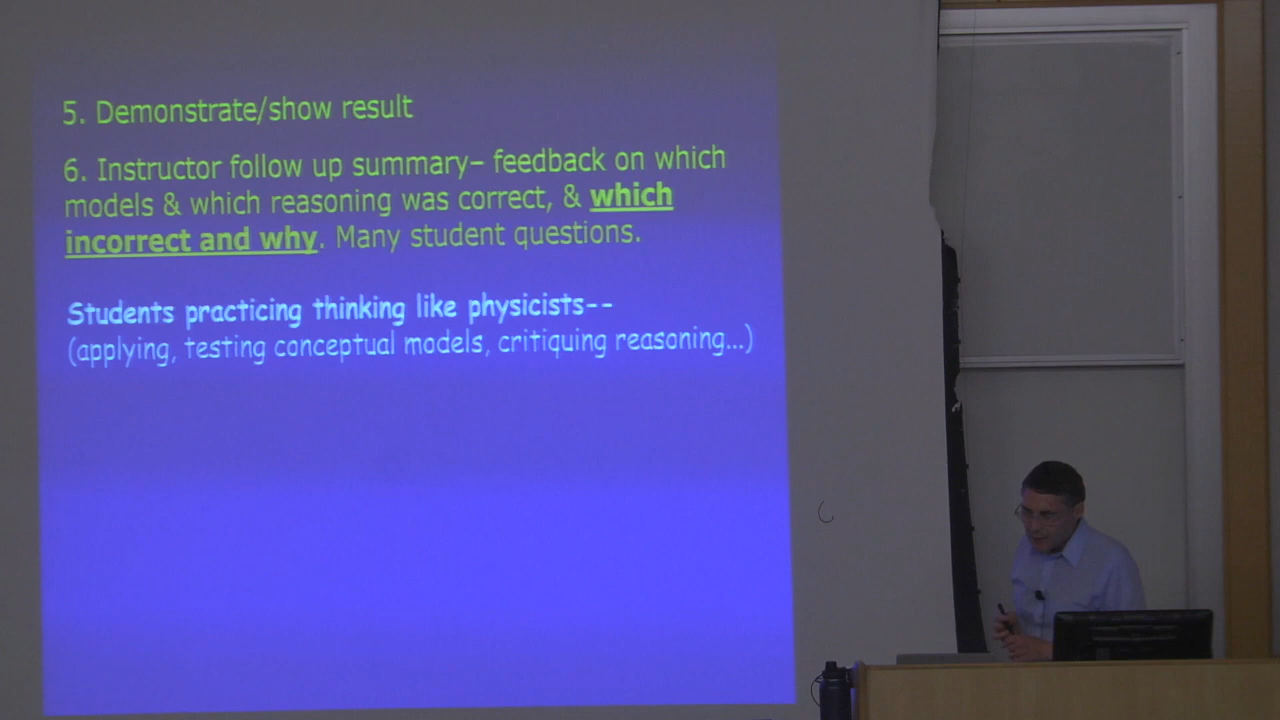 5. Demonstrate/show result
6. Instructor follow up summary– feedback on which
models & which reasoning was correct, & which
incorrect and why. Many student questions.
Students practicing thinking like physicists--
(applying, testing conceptual models, critiquing reasoning...)